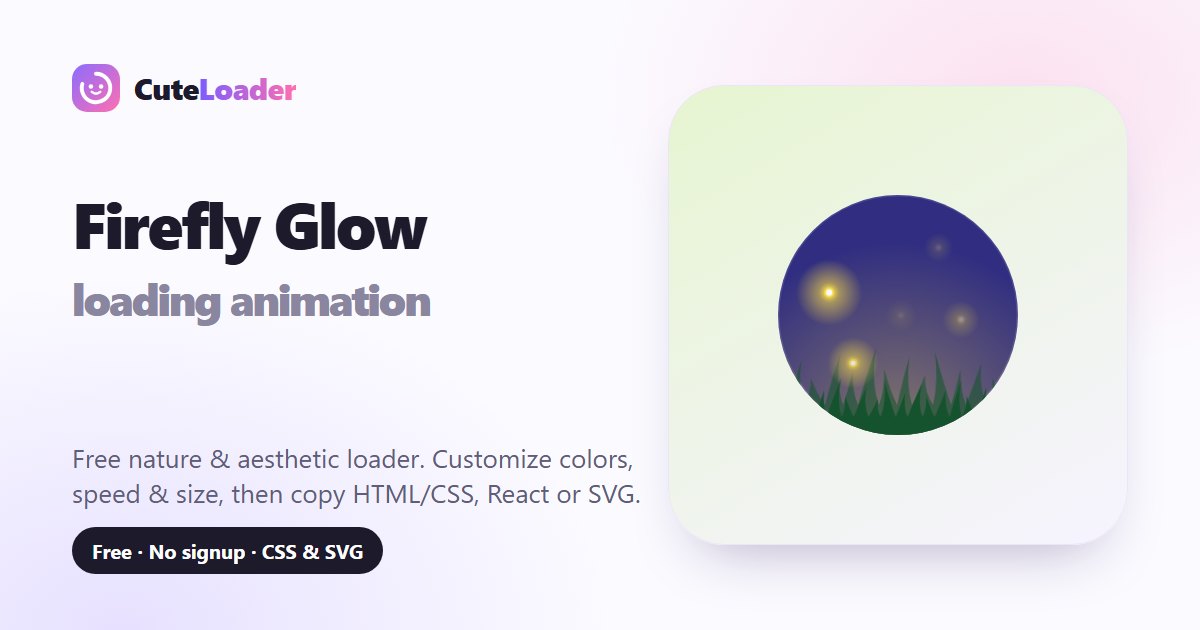 CuteLoader
Firefly Glow
loading animation
Free nature & aesthetic loader. Customize colors,
speed & size, then copy HTML/CSS, React or SVG.
Free · No signup · CSS & SVG